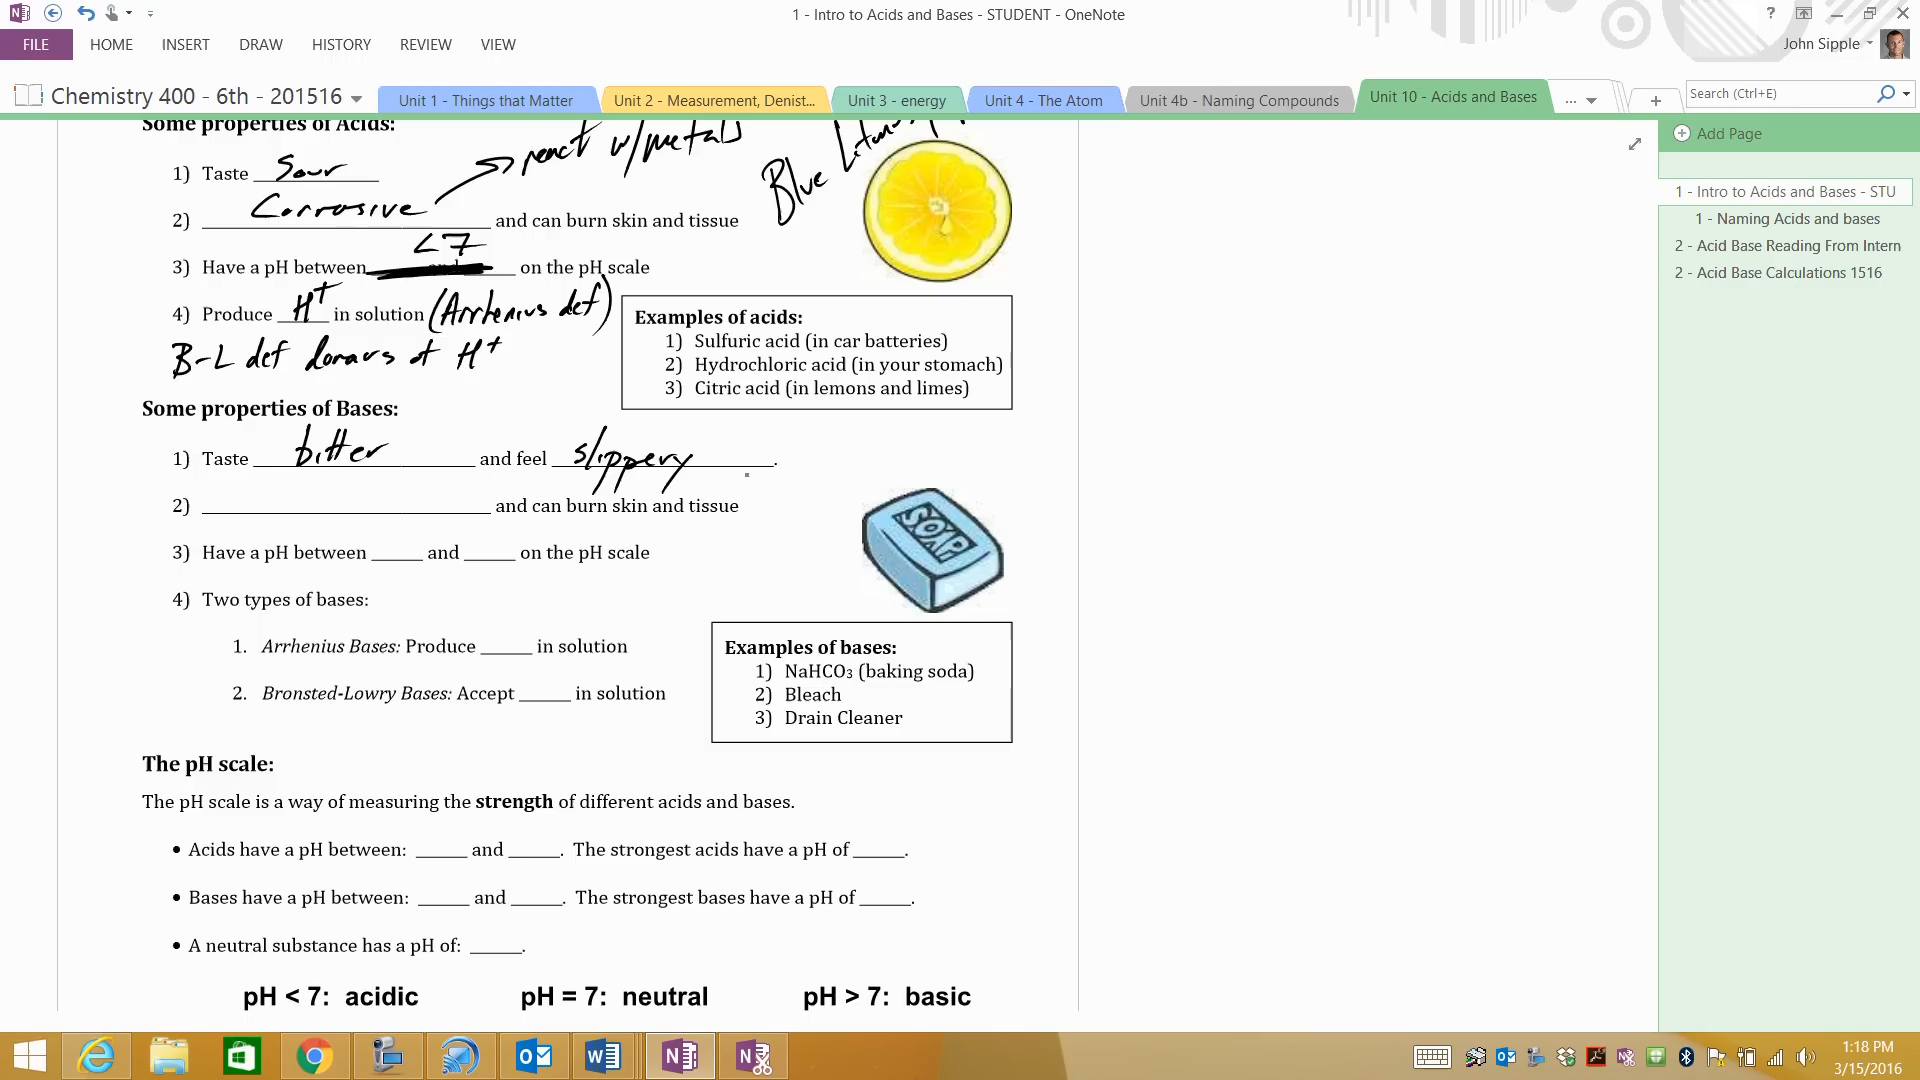 1 - Intro to Acids and Bases - STUDENT - OneNote
?
FILE HOME INSERT DRAW HISTORY REVIEW VIEW
John Sipple
Chemistry 400 - 6th - 201516
Unit 1 - Things that Matter
Unit 2 - Measurement, Denist...
Unit 3 - energy
Unit 4 - The Atom
Unit 4b - Naming Compounds
Unit 10 - Acids and Bases
...
Search (Ctrl+E)
Add Page
1 - Intro to Acids and Bases - STU
1 - Naming Acids and bases
2 - Acid Base Reading From Intern
2 - Acid Base Calculations 1516
Some properties of Acids:
react w/metals
Blue
1) Taste Sour
2) Corrosive and can burn skin and tissue
<7
3) Have a pH between ______ on the pH scale
4) Produce H+ in solution (Arrhenius def)
B-L def donors of H+
Examples of acids:
1) Sulfuric acid (in car batteries)
2) Hydrochloric acid (in your stomach)
3) Citric acid (in lemons and limes)
Some properties of Bases:
1) Taste bitter and feel slippery.
2) ______ and can burn skin and tissue
3) Have a pH between ______ and ______ on the pH scale
4) Two types of bases:
1. Arrhenius Bases: Produce ______ in solution
2. Bronsted-Lowry Bases: Accept ______ in solution
SOAP
Examples of bases:
1) NaHCO3 (baking soda)
2) Bleach
3) Drain Cleaner
The pH scale:
The pH scale is a way of measuring the strength of different acids and bases.
• Acids have a pH between: ______ and ______. The strongest acids have a pH of ______.
• Bases have a pH between: ______ and ______. The strongest bases have a pH of ______.
• A neutral substance has a pH of: ______.
pH < 7: acidic pH = 7: neutral pH > 7: basic
1:18 PM
3/15/2016